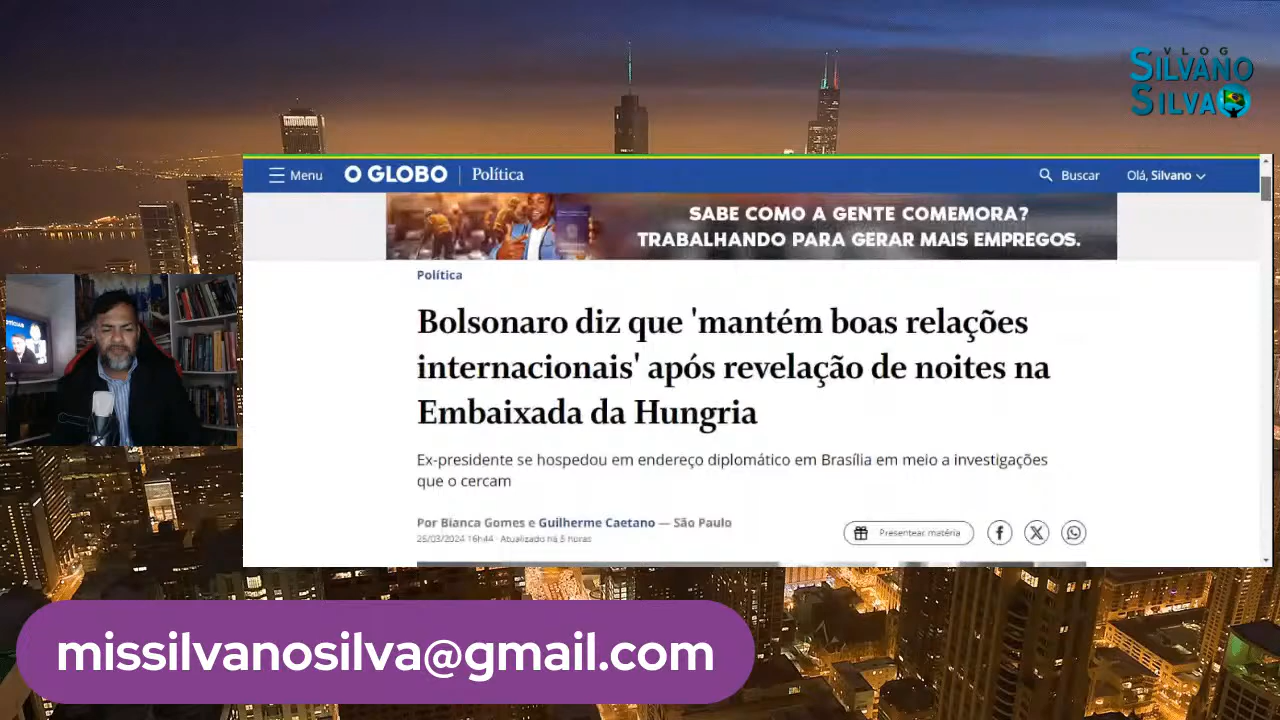 VLOG
SILVANO
SILVA
Menu
O GLOBO
Política
Buscar
Olá, Silvano
SABE COMO A GENTE COMEMORA?
TRABALHANDO PARA GERAR MAIS EMPREGOS.
Política
Bolsonaro diz que 'mantém boas relações
internacionais' após revelação de noites na
Embaixada da Hungria
Ex-presidente se hospedou em endereço diplomático em Brasília em meio a investigações
que o cercam
Por Bianca Gomes e Guilherme Caetano — São Paulo
25/03/2024 16h44 · Atualizado há 5 horas
Presentear matéria
missilvanosilva@gmail.com